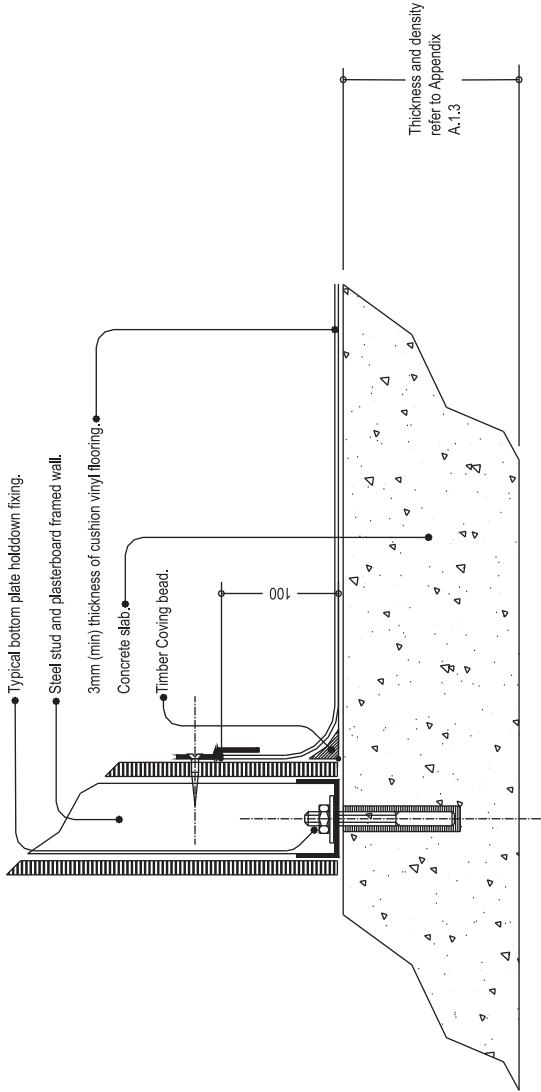 Typical bottom plate holddown fixing.
Steel stud and plasterboard framed wall.
3mm (min) thickness of cushion vinyl flooring.
Concrete slab.
Timber Coving bead.
100
Thickness and density
refer to Appendix
A.1.3